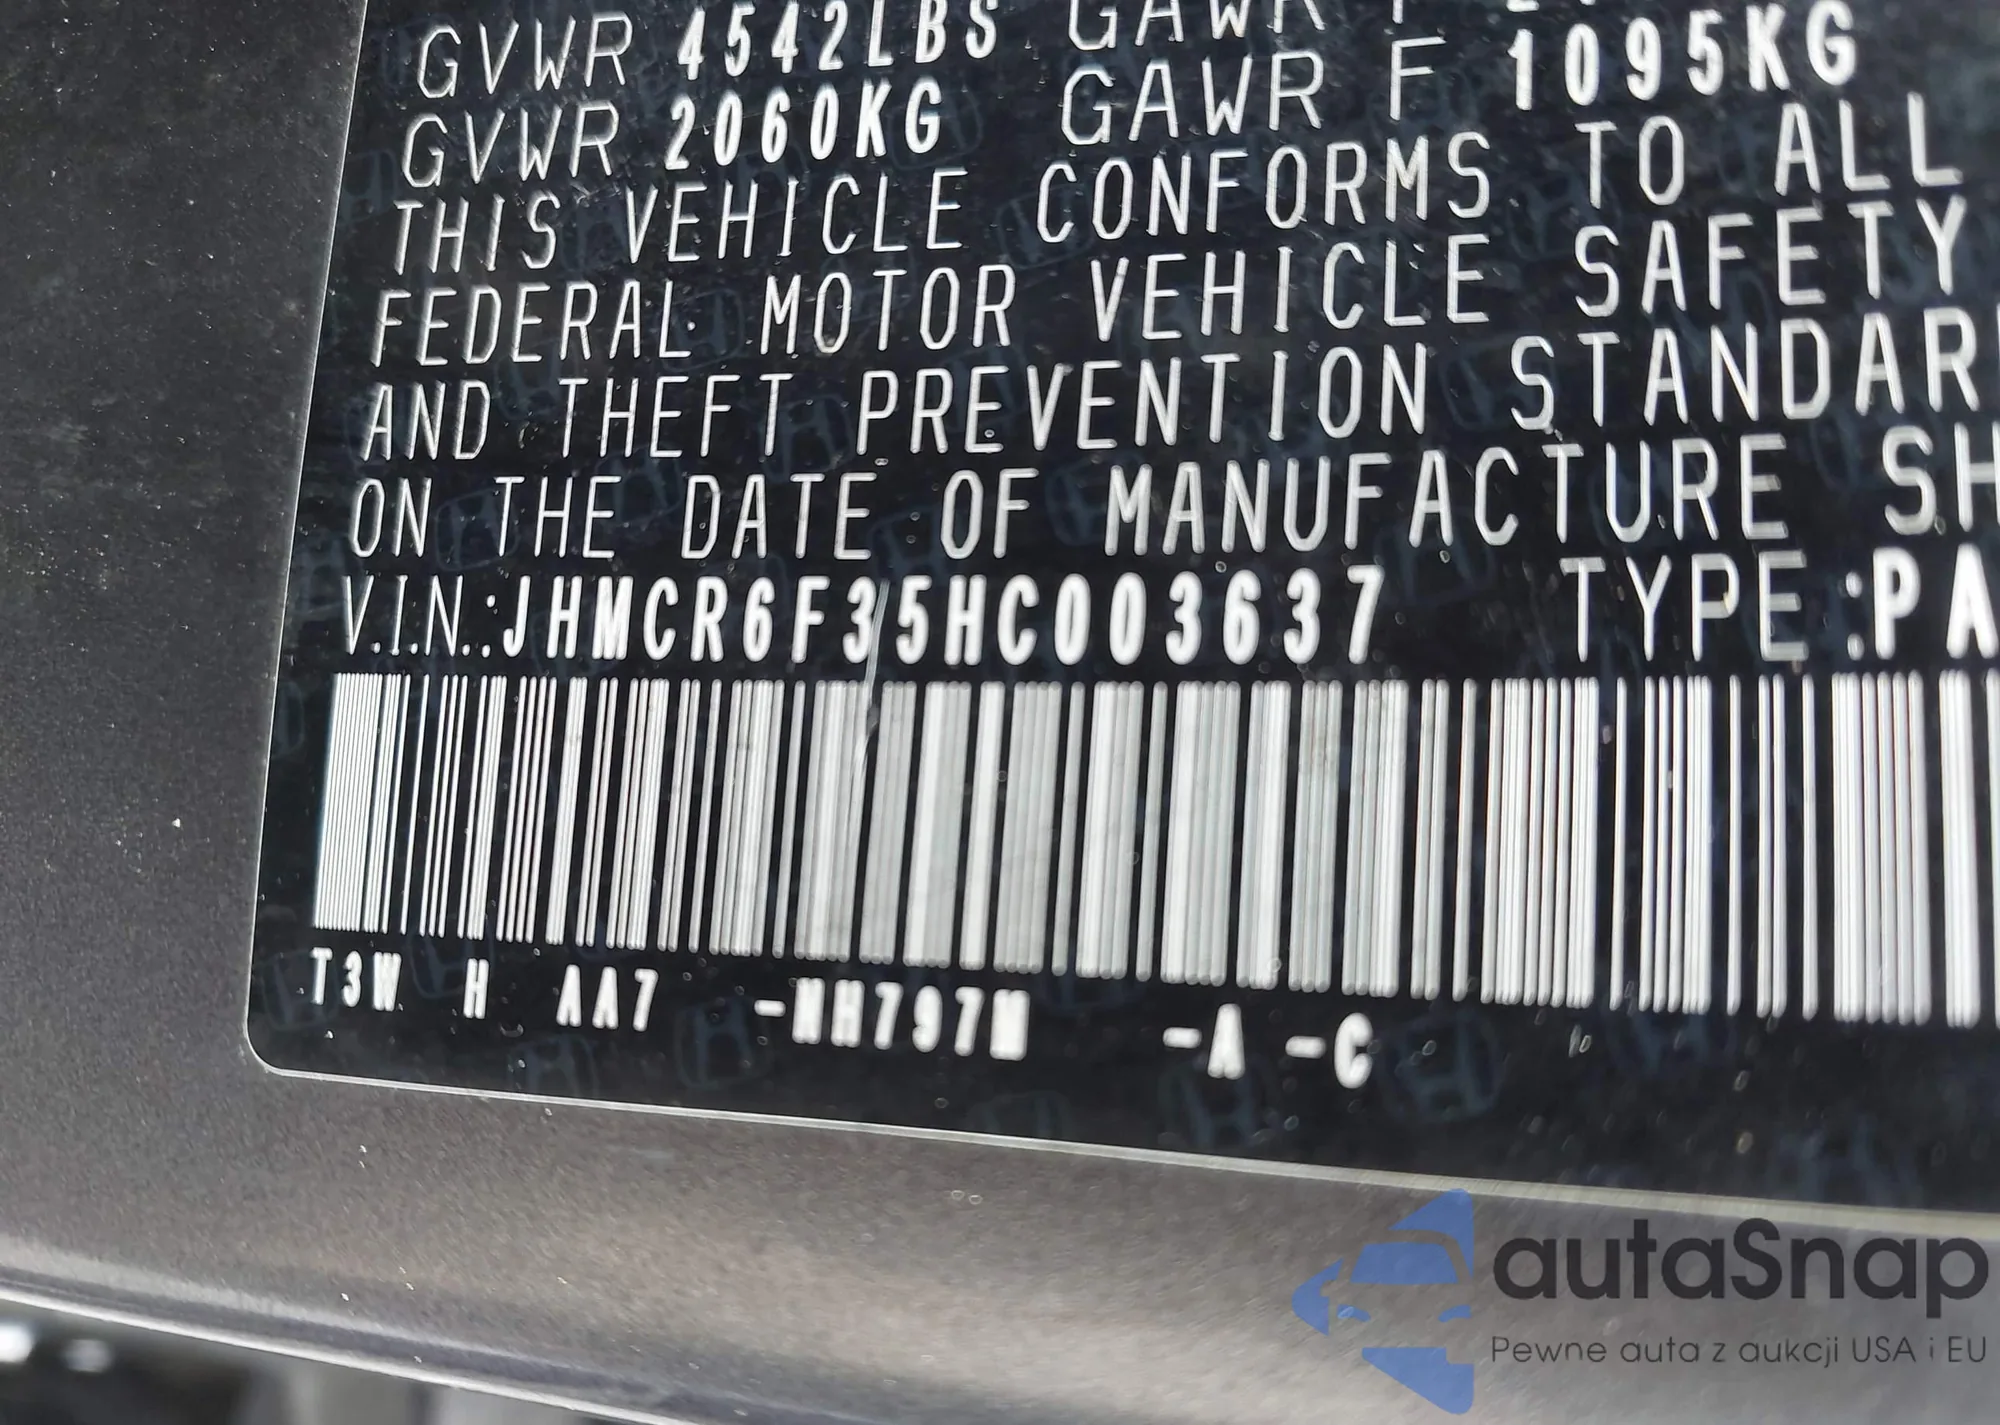 GVWR 4542LBS GAWR F
GVWR 2060KG GAWR F 1095KG
THIS VEHICLE CONFORMS TO ALL
FEDERAL MOTOR VEHICLE SAFETY
AND THEFT PREVENTION STANDAR
ON THE DATE OF MANUFACTURE SH
V.I.N.:JHMCR6F35HC003637 TYPE:PA
T3W H AA7 -NH797M -A -C
autaSnap
Pewne auta z aukcji USA i EU